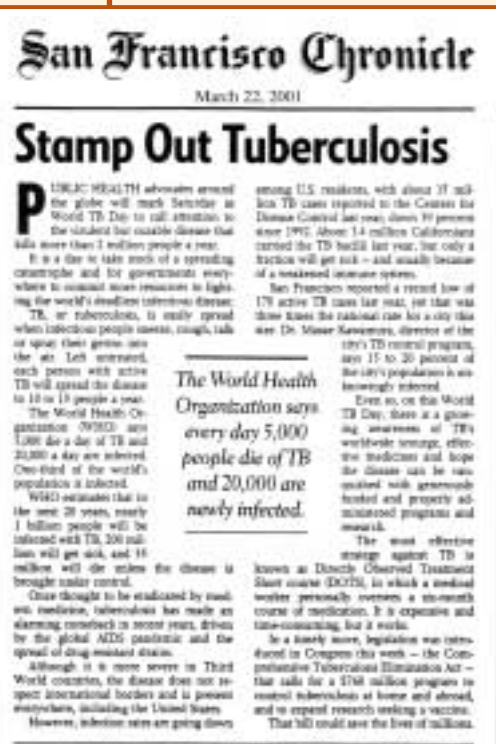 San Francisco Chronicle
March 22, 2001
Stamp Out Tuberculosis
PUBLIC HEALTH advocates around
the globe will mark Saturday as
World TB Day to call attention to
the virulent but curable disease that
kills more than 2 million people a year.
It is a day to take stock of a spreading
catastrophe and for governments every-
where to commit more resources to fight-
ing the world's deadliest infectious disease.
TB, or tuberculosis, is easily spread
when infectious people sneeze, cough, talk
or spray their germs into
the air. Left untreated,
each person with active
TB will spread the disease
to 10 to 15 people a year.
The World Health Or-
ganization (WHO) says
5,000 die a day of TB and
20,000 a day are infected.
One-third of the world's
population is infected.
WHO estimates that in
the next 20 years, nearly
1 billion people will be
infected with TB, 200 mil-
lion will get sick, and 35
million will die unless the disease is
brought under control.
Once thought to be eradicated by mod-
ern medicine, tuberculosis has made an
alarming comeback in recent years, driven
by the global AIDS pandemic and the
spread of drug-resistant strains.
Although it is more severe in Third
World countries, the disease does not re-
spect international borders and is present
everywhere, including the United States.
However, infection rates are going down
The World Health
Organization says
every day 5,000
people die of TB
and 20,000 are
newly infected.
among U.S. residents, with about 17 mil-
lion TB cases reported to the Centers for
Disease Control last year, down 39 percent
since 1992. About 3.4 million Californians
carried the TB bacilli last year, but only a
fraction will get sick — and usually because
of a weakened immune system.
San Francisco reported a record low of
179 active TB cases last year, yet that was
three times the national rate for a city this
size. Dr. Masae Kawamura, director of the
city's TB control program,
says 15 to 20 percent of
the city's population is un-
knowingly infected.
Even so, on this World
TB Day, there is a grow-
ing awareness of TB's
worldwide scourge, effec-
tive medicines and hope
the disease can be van-
quished with generously
funded and properly ad-
ministered programs and
research.
The most effective
strategy against TB is
known as Directly Observed Treatment
Short course (DOTS), in which a medical
worker personally oversees a six-month
course of medication. It is expensive and
time-consuming, but it works.
In a timely move, legislation was intro-
duced in Congress this week — the Com-
prehensive Tuberculosis Elimination Act —
that calls for a $768 million program to
control tuberculosis at home and abroad,
and to expand research seeking a vaccine.
That bill could save the lives of millions.